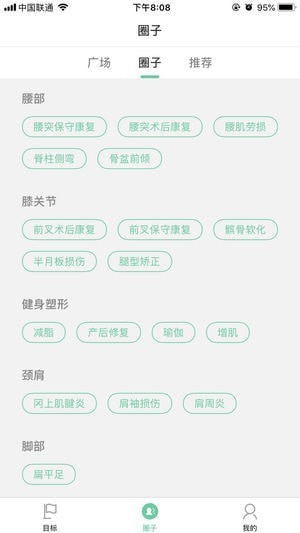 中国联通 下午8:08 95%
圈子
广场 圈子 推荐
腰部
腰突保守康复 腰突术后康复 腰肌劳损
脊柱侧弯 骨盆前倾
膝关节
前叉术后康复 前叉保守康复 髌骨软化
半月板损伤 腿型矫正
健身塑形
减脂 产后修复 瑜伽 增肌
颈肩
冈上肌腱炎 肩袖损伤 肩周炎
脚部
扁平足
目标 圈子 我的